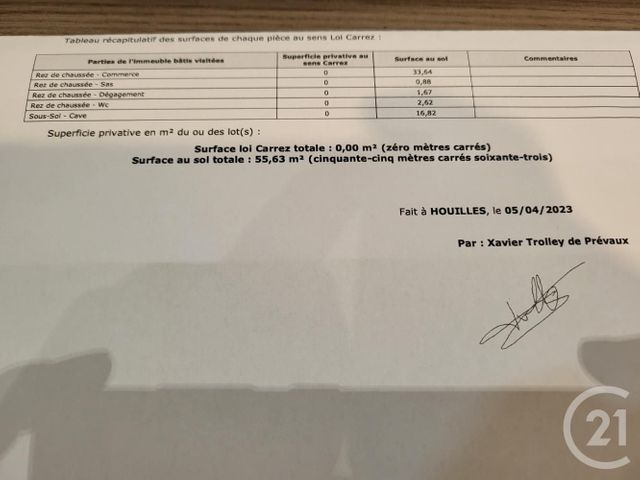 Tableau récapitulatif des surfaces de chaque pièce au sens Loi Carrez :
Parties de l'immeuble bâtis visitées Superficie privative au sens Carrez Surface au sol Commentaires
Rez de chaussée - Commerce 0 33,64
Rez de chaussée - Sas 0 0,88
Rez de chaussée - Dégagement 0 1,67
Rez de chaussée - Wc 0 2,62
Sous-Sol - Cave 0 16,82
Superficie privative en m² du ou des lot(s) :
Surface loi Carrez totale : 0,00 m² (zéro mètres carrés)
Surface au sol totale : 55,63 m² (cinquante-cinq mètres carrés soixante-trois)
Fait à HOUILLES, le 05/04/2023
Par : Xavier Trolley de Prévaux
C21